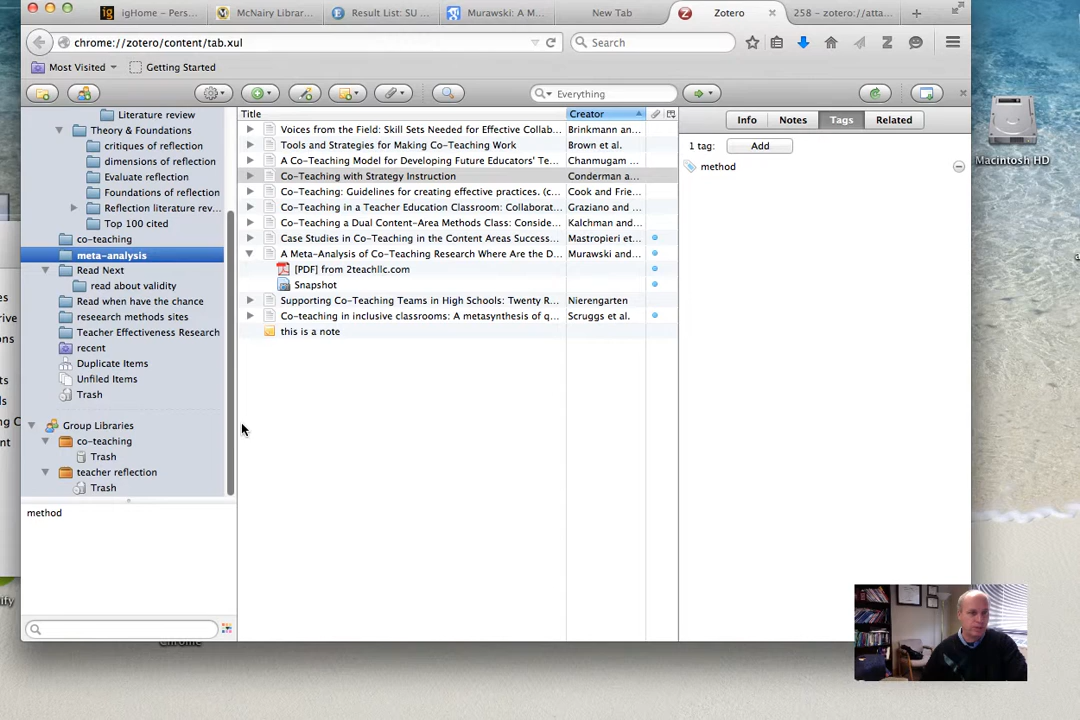 igHome - Pers...
McNairy Librar...
Result List: SU ...
Murawski: A M...
New Tab
Zotero
258 - zotero://atta...
chrome://zotero/content/tab.xul
Search
Most Visited
Getting Started
Everything
Title
Creator
Literature review
Theory & Foundations
critiques of reflection
dimensions of reflection
Evaluate reflection
Foundations of reflection
Reflection literature rev...
Top 100 cited
co-teaching
meta-analysis
Read Next
read about validity
Read when have the chance
reseearch methods sites
Teacher Effectiveness Research
recent
Duplicate Items
Unfiled Items
Trash
Group Libraries
co-teaching
Trash
teacher reflection
Trash
method
Voices from the Field: Skill Sets Needed for Effective Collab... Brinkmann an...
Tools and Strategies for Making Co-Teaching Work Brown et al.
A Co-Teaching Model for Developing Future Educators' Te... Chanmugam ...
Co-Teaching with Strategy Instruction Conderman a...
Co-Teaching: Guidelines for creating effective practices. (c... Cook and Frie...
Co-Teaching in a Teacher Education Classroom: Collaborat... Graziano and ...
Co-Teaching a Dual Content-Area Methods Class: Conside... Kalchman and...
Case Studies in Co-Teaching in the Content Areas Success... Mastropieri et...
A Meta-Analysis of Co-Teaching Research Where Are the D... Murawski and...
[PDF] from 2teachllc.com
Snapshot
Supporting Co-Teaching Teams in High Schools: Twenty R... Nierengarten
Co-teaching in inclusive classrooms: A metasynthesis of q... Scruggs et al.
this is a note
Info
Notes
Tags
Related
1 tag:
Add
method
Macintosh HD